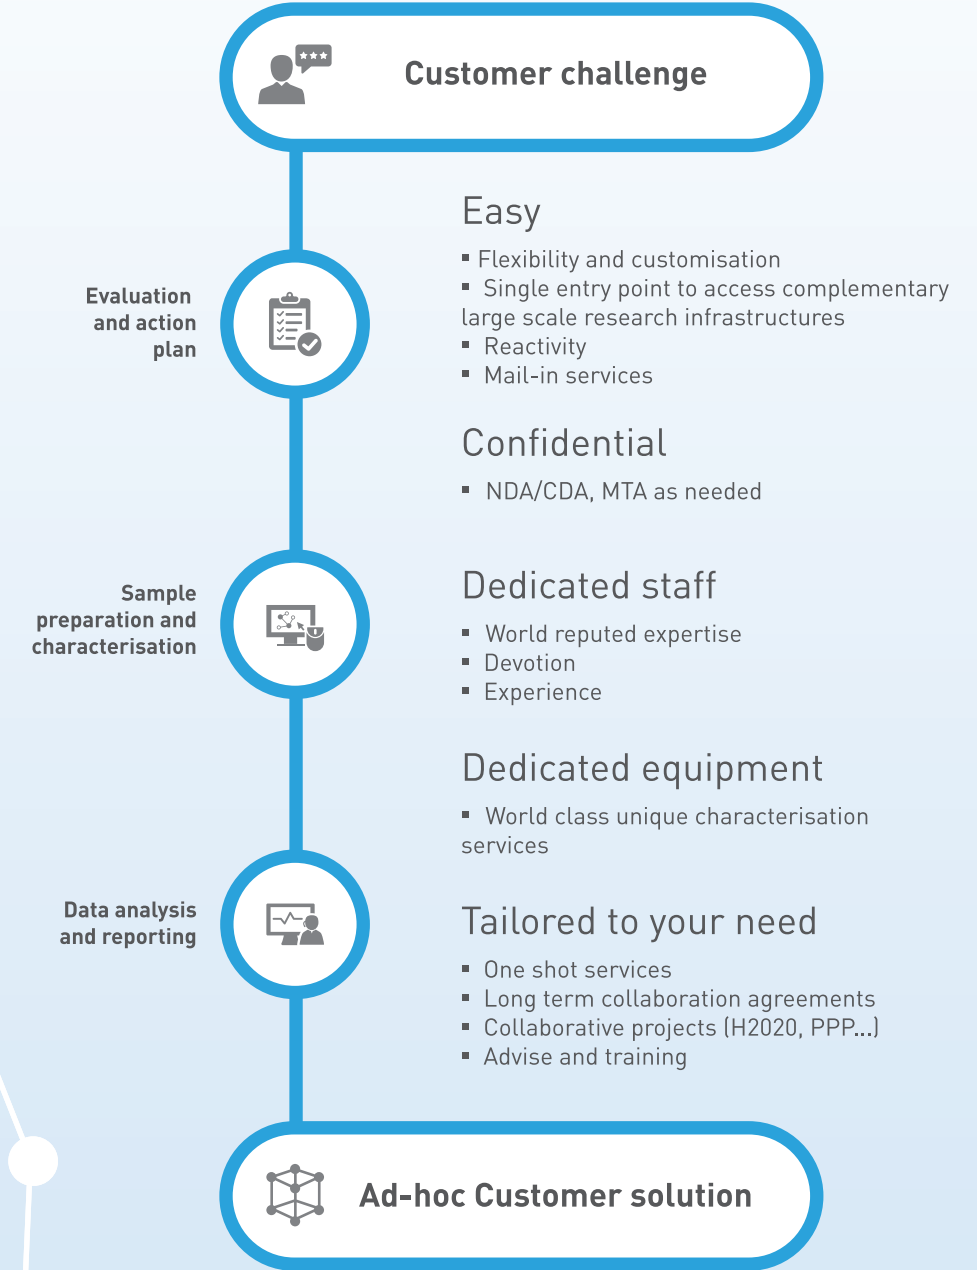 Customer challenge
Evaluation
and action
plan
Easy
▪ Flexibility and customisation
▪ Single entry point to access complementary
large scale research infrastructures
▪ Reactivity
▪ Mail-in services
Confidential
▪ NDA/CDA, MTA as needed
Sample
preparation and
characterisation
Dedicated staff
▪ World reputed expertise
▪ Devotion
▪ Experience
Dedicated equipment
▪ World class unique characterisation
services
Data analysis
and reporting
Tailored to your need
▪ One shot services
▪ Long term collaboration agreements
▪ Collaborative projects (H2020, PPP...)
▪ Advise and training
Ad-hoc Customer solution